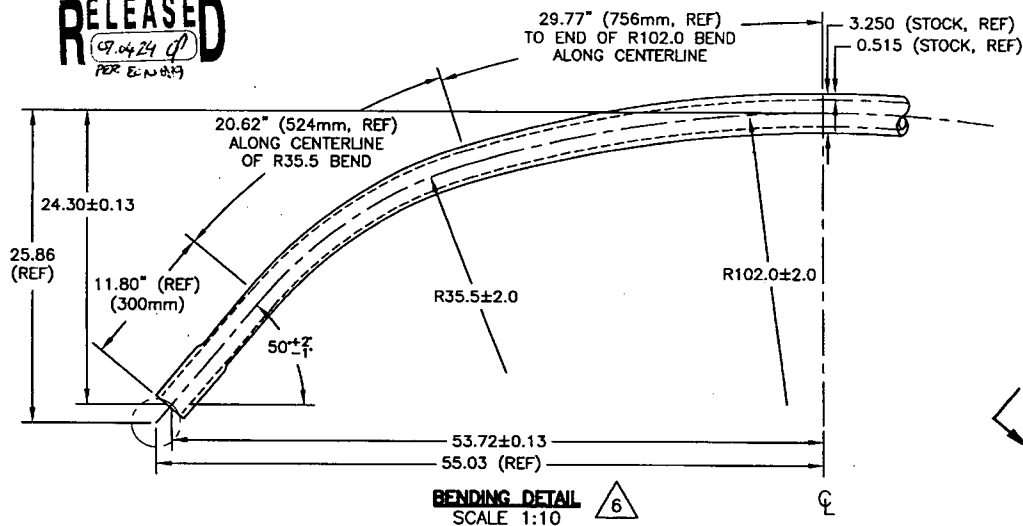 RELEASED
07.04.24
PER
29.77" (756mm, REF)
TO END OF R102.0 BEND
ALONG CENTERLINE
3.250 (STOCK, REF)
0.515 (STOCK, REF)
20.62" (524mm, REF)
ALONG CENTERLINE
OF R35.5 BEND
24.30±0.13
25.86
(REF)
11.80" (REF)
(300mm)
R35.5±2.0
R102.0±2.0
50°+2°
-1°
53.72±0.13
55.03 (REF)
BENDING DETAIL 6
SCALE 1:10